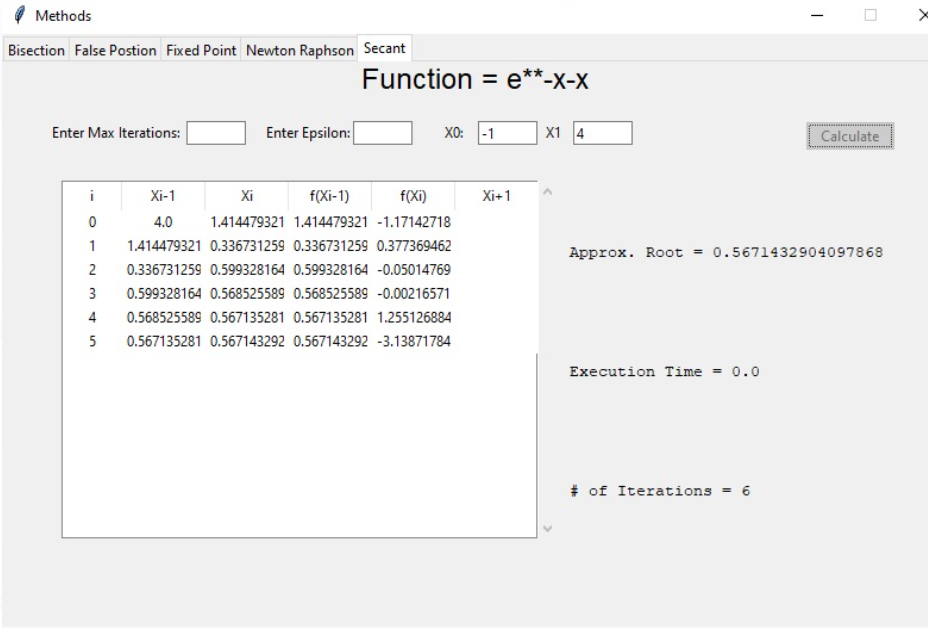 Methods
Bisection False Postion Fixed Point Newton Raphson Secant
Function = e**-x-x
Enter Max Iterations: Enter Epsilon: X0: -1 X1 4 Calculate
i Xi-1 Xi f(Xi-1) f(Xi) Xi+1
0 4.0 1.414479321 1.414479321 -1.17142718
1 1.414479321 0.336731259 0.336731259 0.377369462
2 0.336731259 0.599328164 0.599328164 -0.05014769
3 0.599328164 0.568525589 0.568525589 -0.00216571
4 0.568525589 0.567135281 0.567135281 1.255126884
5 0.567135281 0.567143292 0.567143292 -3.13871784
Approx. Root = 0.5671432904097868
Execution Time = 0.0
# of Iterations = 6